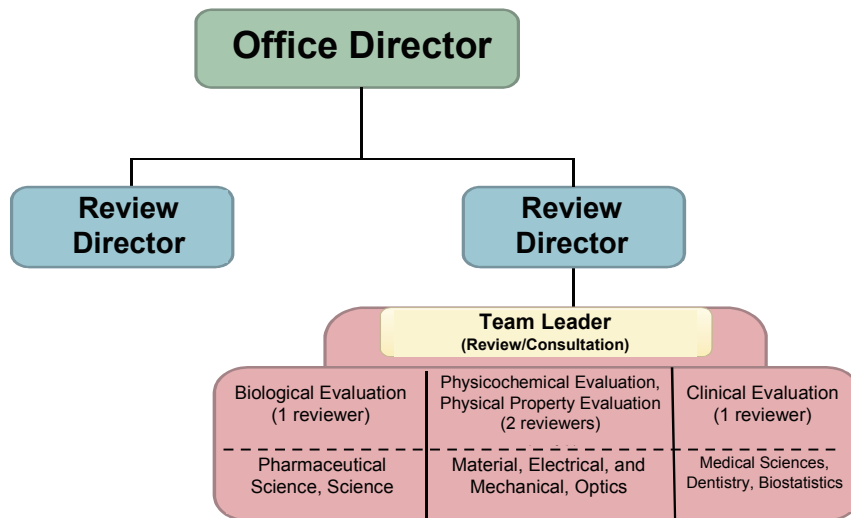 Office Director
Review
Director
Review
Director
Team Leader
(Review/Consultation)
Biological Evaluation
(1 reviewer)
Physicochemical Evaluation,
Physical Property Evaluation
(2 reviewers)
Clinical Evaluation
(1 reviewer)
Pharmaceutical
Science, Science
Material, Electrical, and
Mechanical, Optics
Medical Sciences,
Dentistry, Biostatistics